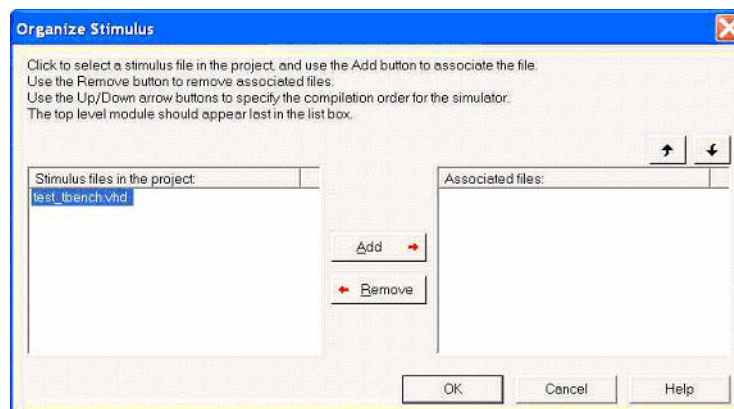 Organize Stimulus
Click to select a stimulus file in the project, and use the Add button to associate the file.
Use the Remove button to remove associated files.
Use the Up/Down arrow buttons to specify the compilation order for the simulator.
The top level module should appear last in the list box.
Stimulus files in the project:
Associated files:
test_tbench.vhd
Add
Remove
OK
Cancel
Help